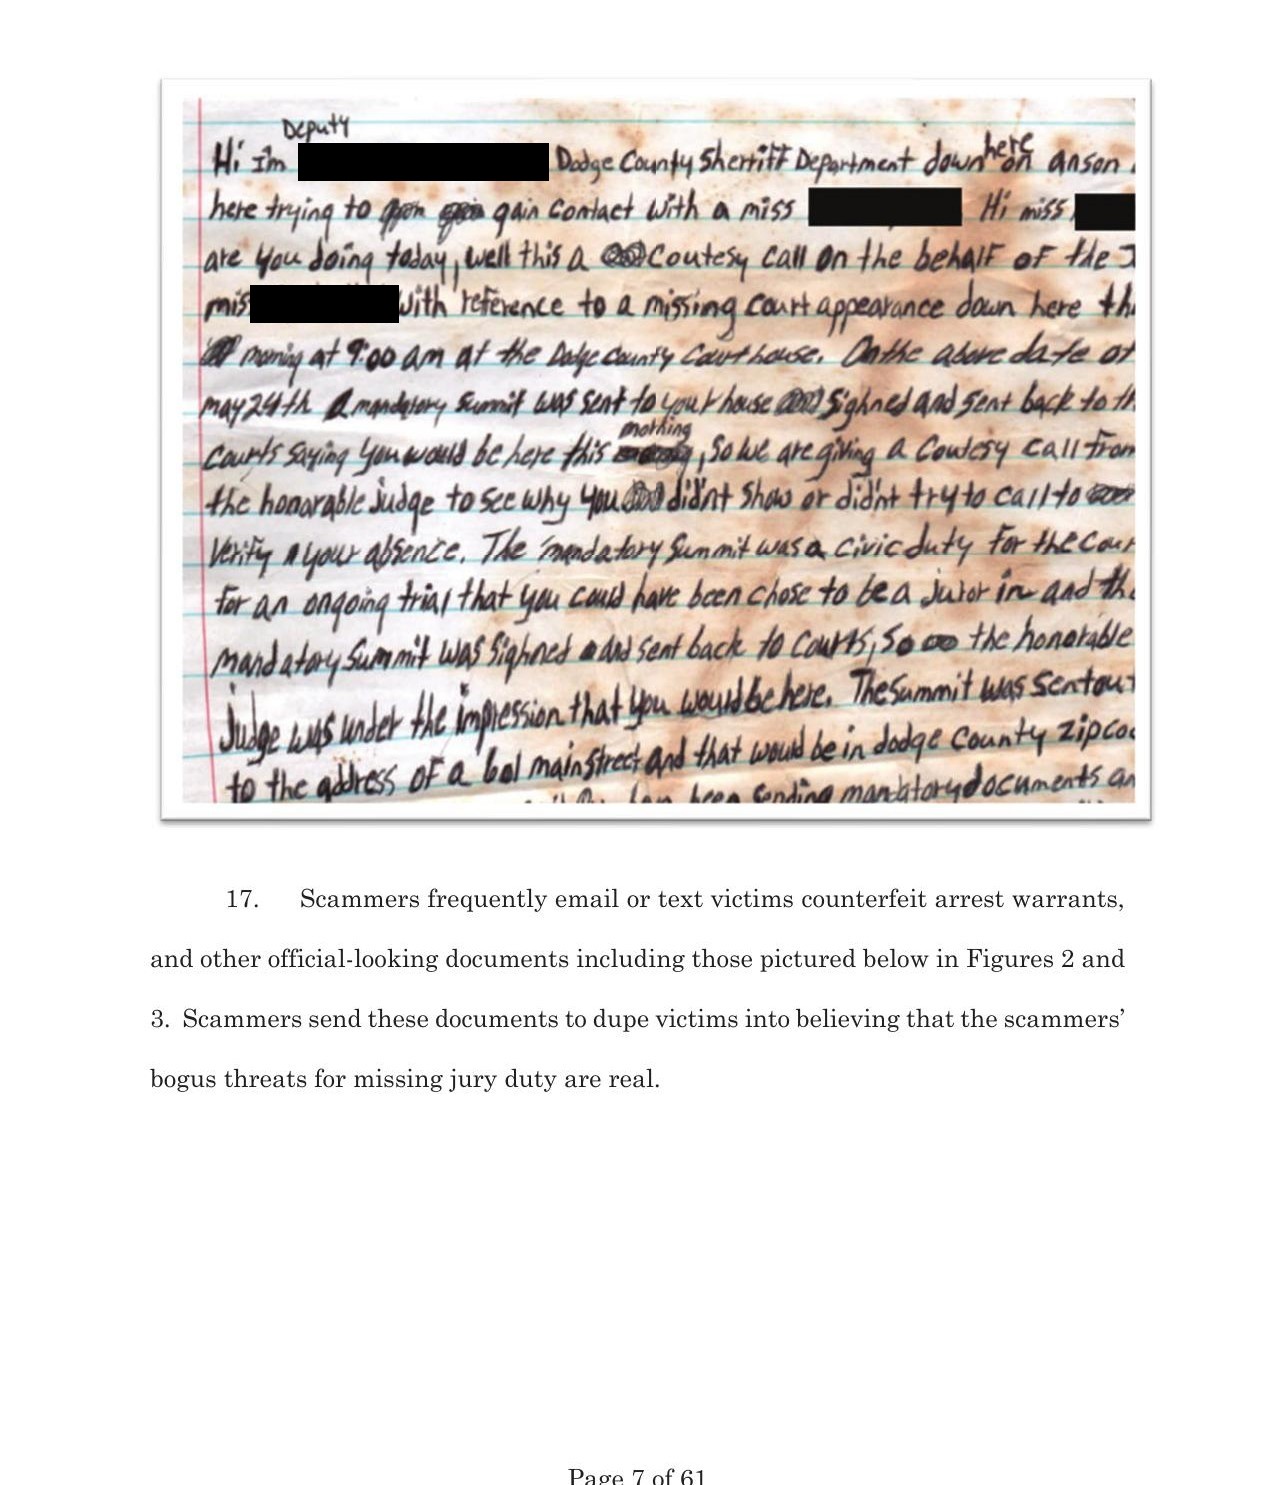 Deputy
Hi I'm Dodge County Sherriff Department down here on anson
here trying to gain Contact with a miss Hi miss
are you doing today, well this a Coutesy call on the behalf of the
mis with reference to a missing court appearance down here
morning at 9:00 am at the Dodge County Courthouse. On the above date of
may 24th A mandatory Summit was sent to your house Sighned and sent back to
Courts saying you would be here this morning, So we are giving a Coutesy call from
the honorable judge to see why you did'nt show or did'nt try to call to
Verify your absence. The mandatory Summit was a civic duty for the
for an ongoing trial that you could have been chose to be a juror in and
mandatory Summit was Sighned and sent back to Courts, So the honorable
judge was under the impression that you would be here. The Summit was sent out
to the address of a 601 main street and that would be in dodge County
been sending mandatory documents
17. Scammers frequently email or text victims counterfeit arrest warrants,
and other official-looking documents including those pictured below in Figures 2 and
3. Scammers send these documents to dupe victims into believing that the scammers’
bogus threats for missing jury duty are real.
Page 7 of 61